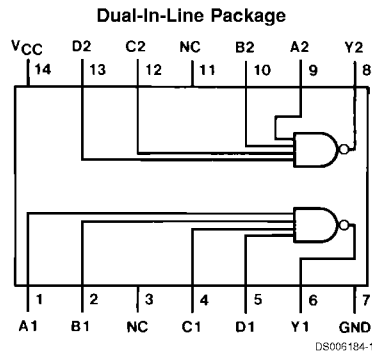 Dual-In-Line Package
VCC D2 C2 NC B2 A2 Y2
14 13 12 11 10 9 8
1 2 3 4 5 6 7
A1 B1 NC C1 D1 Y1 GND
DS006184-1